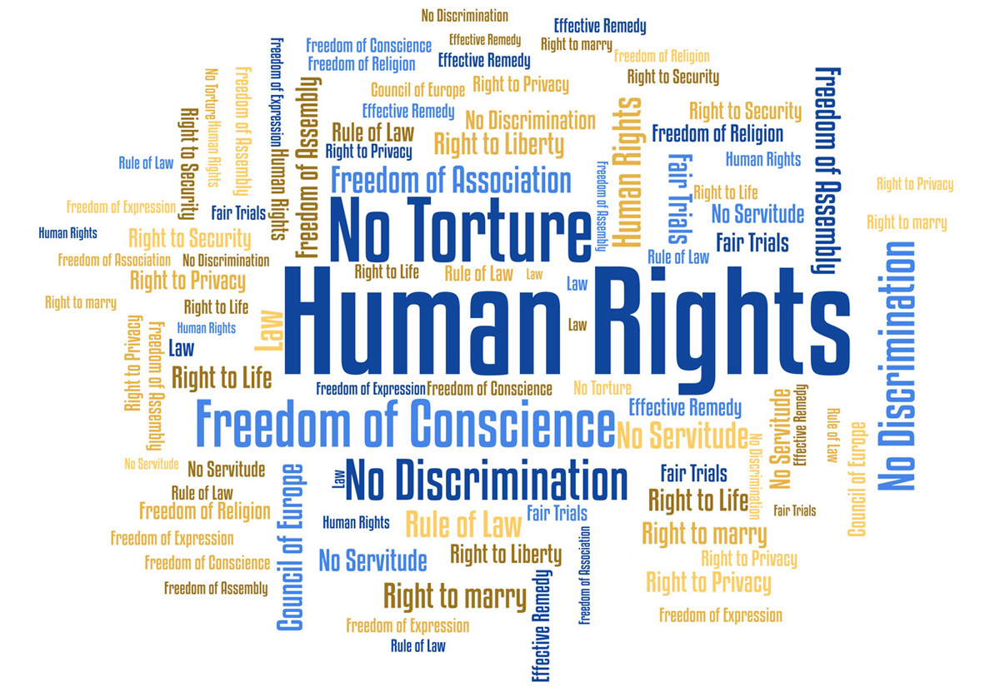 No Discrimination
Effective Remedy
Freedom of Conscience
Effective Remedy
Right to marry
Freedom of Religion
Effective Remedy
Freedom of Religion
Right to Security
Council of Europe
Right to Privacy
Effective Remedy
No Discrimination
Right to Security
Rule of Law
Freedom of Religion
Right to Privacy
Right to Liberty
Human Rights
Rule of Law
Freedom of Association
Right to Privacy
No Torture
Human Rights
Freedom of Assembly
Freedom of Expression
Human Rights
Freedom of Assembly
Right to Security
Freedom of Assembly
Human Rights
Fair Trials
Freedom of Assembly
Right to Life
Freedom of Expression
Fair Trials
No Torture
No Servitude
Right to marry
Human Rights
Right to Security
Fair Trials
Freedom of Association
No Discrimination
Rule of Law
Right to Life
Rule of Law
Law
Law
Right to Privacy
Right to marry
Right to Life
Human Rights
Law
Human Rights
Law
Law
No Discrimination
Right to Privacy
Freedom of Assembly
Right to Life
Freedom of Expression
Freedom of Conscience
No Torture
Freedom of Conscience
Effective Remedy
No Servitude
No Servitude
Effective Remedy
Rule of Law
Council of Europe
No Discrimination
No Servitude
No Servitude
Law
No Discrimination
Fair Trials
Rule of Law
Right to Life
Freedom of Religion
Council of Europe
Human Rights
Rule of Law
Fair Trials
Fair Trials
Freedom of Expression
Right to marry
Freedom of Conscience
No Servitude
Right to Liberty
Freedom of Association
Right to Privacy
Freedom of Assembly
Right to marry
Effective Remedy
Right to Privacy
Freedom of Expression
Freedom of Expression
Rule of Law